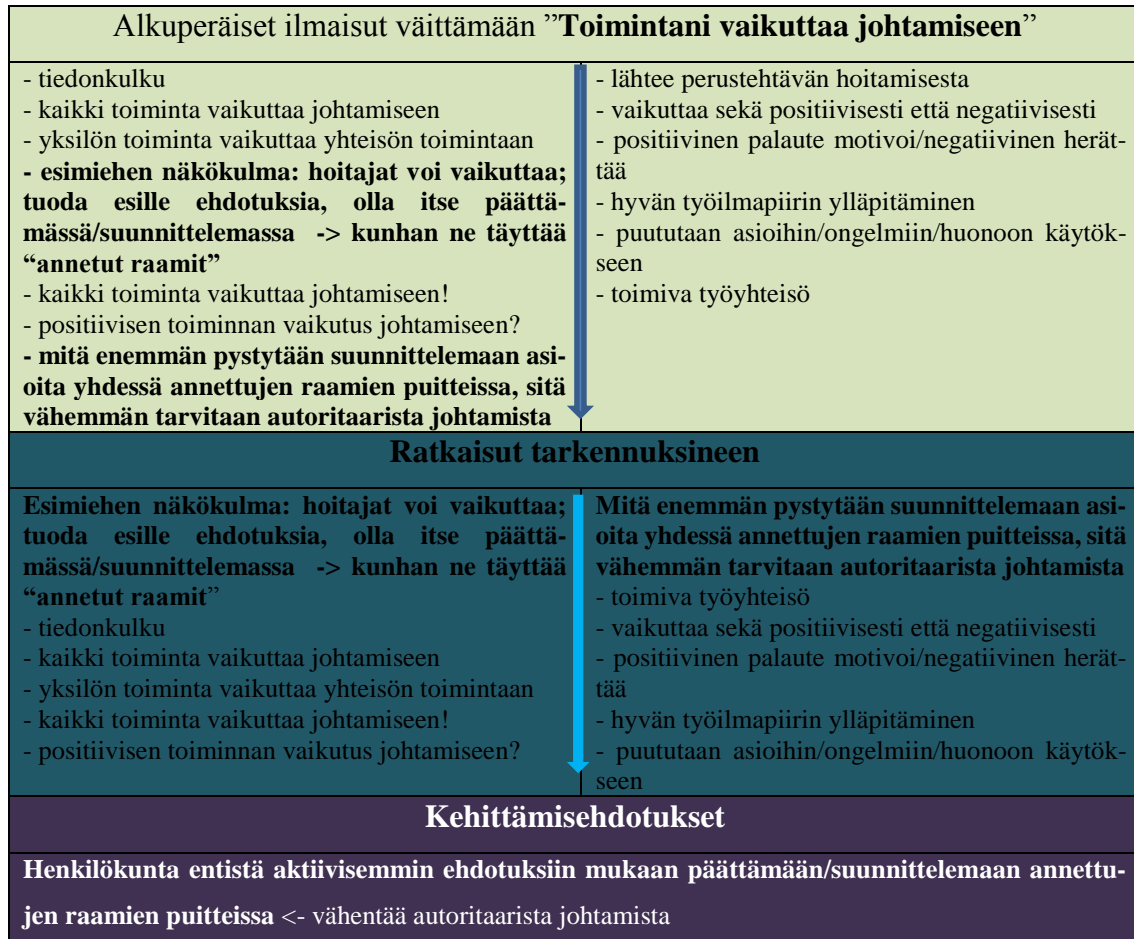 Alkuperäiset ilmaisut väittämään ”Toimintani vaikuttaa johtamiseen”
- tiedonkulku
- kaikki toiminta vaikuttaa johtamiseen
- yksilön toiminta vaikuttaa yhteisön toimintaan
- esimiehen näkökulma: hoitajat voi vaikuttaa;
tuoda esille ehdotuksia, olla itse päättä-
mässä/suunnittelemassa -> kunhan ne täyttää
“annetut raamit”
- kaikki toiminta vaikuttaa johtamiseen!
- positiivisen toiminnan vaikutus johtamiseen?
- mitä enemmän pystytään suunnittelemaan asi-
oita yhdessä annettujen raamien puitteissa, sitä
vähemmän tarvitaan autoritaarista johtamista
- lähtee perustehtävän hoitamisesta
- vaikuttaa sekä positiivisesti että negatiivisesti
- positiivinen palaute motivoi/negatiivinen herät-
tää
- hyvän työilmapiirin ylläpitäminen
- puututaan asioihin/ongelmiin/huonoon käytök-
seen
- toimiva työyhteisö
Ratkaisut tarkennuksineen
Esimiehen näkökulma: hoitajat voi vaikuttaa;
tuoda esille ehdotuksia, olla itse päättä-
mässä/suunnittelemassa -> kunhan ne täyttää
“annetut raamit”
- tiedonkulku
- kaikki toiminta vaikuttaa johtamiseen
- yksilön toiminta vaikuttaa yhteisön toimintaan
- kaikki toiminta vaikuttaa johtamiseen!
- positiivisen toiminnan vaikutus johtamiseen?
Mitä enemmän pystytään suunnittelemaan asi-
oita yhdessä annettujen raamien puitteissa, sitä
vähemmän tarvitaan autoritaarista johtamista
- toimiva työyhteisö
- vaikuttaa sekä positiivisesti että negatiivisesti
- positiivinen palaute motivoi/negatiivinen herät-
tää
- hyvän työilmapiirin ylläpitäminen
- puututaan asioihin/ongelmiin/huonoon käytök-
seen
Kehittämisehdotukset
Henkilökunta entistä aktiivisemmin ehdotuksiin mukaan päättämään/suunnittelemaan annettu-
jen raamien puitteissa <- vähentää autoritaarista johtamista